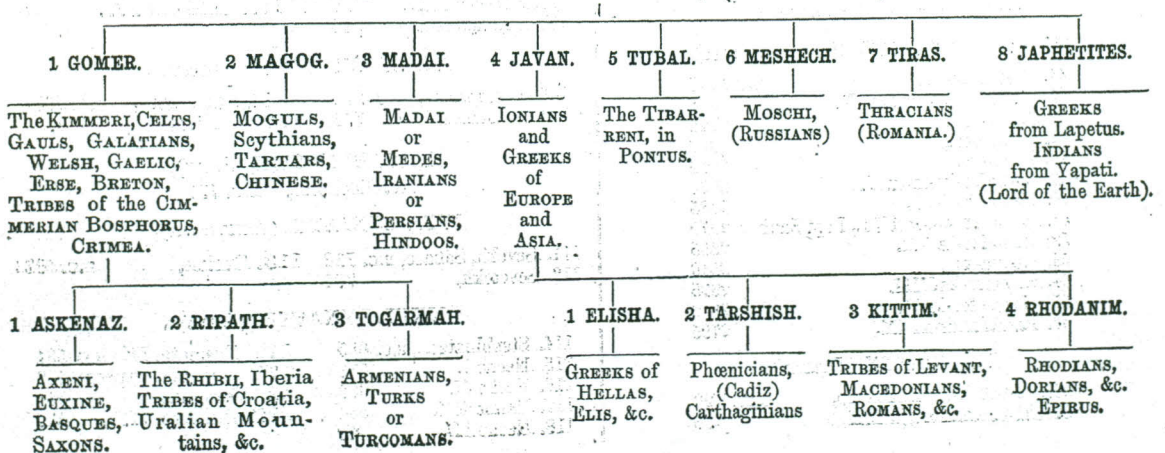 1 GOMER.
2 MAGOG.
3 MADAI.
4 JAVAN.
5 TUBAL.
6 MESHECH.
7 TIRAS.
8 JAPHETITES.
The KIMMERI, CELTS,
GAULS, GALATIANS,
WELSH, GAELIC,
ERSE, BRETON,
TRIBES of the CIM-
MERIAN BOSPHORUS,
CRIMEA.
MOGULS,
Scythians,
TARTARS,
CHINESE.
MADAI
or
MEDES,
IRANIANS
or
PERSIANS,
HINDOOS.
IONIANS
and
GREEKS
of
EUROPE
and
ASIA.
The TIBAR-
RENI, in
PONTUS.
MOSCHI,
(RUSSIANS)
THRACIANS
(ROMANIA.)
GREEKS
from Lapetus.
INDIANS
from Yapati.
(Lord of the Earth).
1 ASKENAZ.
2 RIPATH.
3 TOGARMAH.
1 ELISHA.
2 TARSHISH.
3 KITTIM.
4 RHODANIM.
AXENI,
EUXINE,
BASQUES,
SAXONS.
The RHIBII, Iberia
TRIBES of Croatia,
Uralian Moun-
tains, &c.
ARMENIANS,
TURKS
or
TURCOMANS.
GREEKS of
HELLAS,
ELIS, &c.
Phœnicians,
(Cadiz)
Carthaginians
TRIBES of LEVANT,
MACEDONIANS,
ROMANS, &c.
RHODIANS,
DORIANS, &c.
EPIRUS.